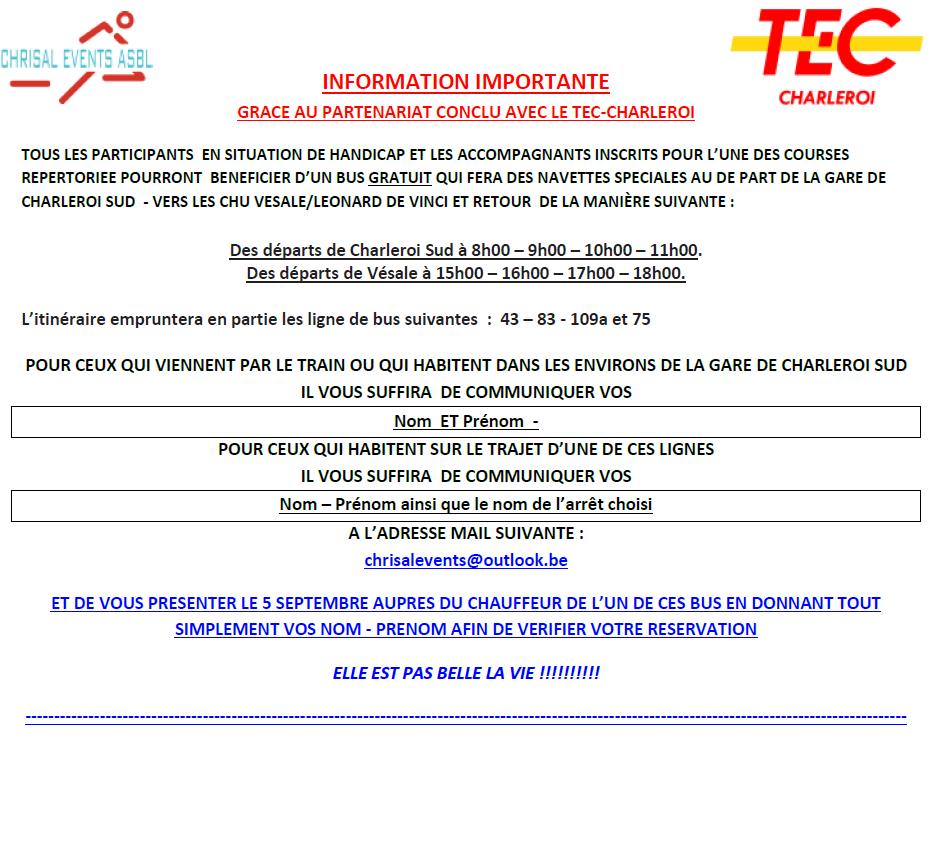 CHRISAL EVENTS ASBL
TEC
CHARLEROI
INFORMATION IMPORTANTE
GRACE AU PARTENARIAT CONCLU AVEC LE TEC-CHARLEROI
TOUS LES PARTICIPANTS EN SITUATION DE HANDICAP ET LES ACCOMPAGNANTS INSCRITS POUR L'UNE DES COURSES
REPERTORIEE POURRONT BENEFICIER D'UN BUS GRATUIT QUI FERA DES NAVETTES SPECIALES AU DE PART DE LA GARE DE
CHARLEROI SUD - VERS LES CHU VESALE/LEONARD DE VINCI ET RETOUR DE LA MANIÈRE SUIVANTE :
Des départs de Charleroi Sud à 8h00 – 9h00 – 10h00 – 11h00.
Des départs de Vésale à 15h00 – 16h00 – 17h00 – 18h00.
L'itinéraire empruntera en partie les ligne de bus suivantes : 43 – 83 - 109a et 75
POUR CEUX QUI VIENNENT PAR LE TRAIN OU QUI HABITENT DANS LES ENVIRONS DE LA GARE DE CHARLEROI SUD
IL VOUS SUFFIRA DE COMMUNIQUER VOS
Nom ET Prénom -
POUR CEUX QUI HABITENT SUR LE TRAJET D'UNE DE CES LIGNES
IL VOUS SUFFIRA DE COMMUNIQUER VOS
Nom – Prénom ainsi que le nom de l'arrêt choisi
A L'ADRESSE MAIL SUIVANTE :
chrisalevents@outlook.be
ET DE VOUS PRESENTER LE 5 SEPTEMBRE AUPRES DU CHAUFFEUR DE L'UN DE CES BUS EN DONNANT TOUT
SIMPLEMENT VOS NOM - PRENOM AFIN DE VERIFIER VOTRE RESERVATION
ELLE EST PAS BELLE LA VIE !!!!!!!!!!